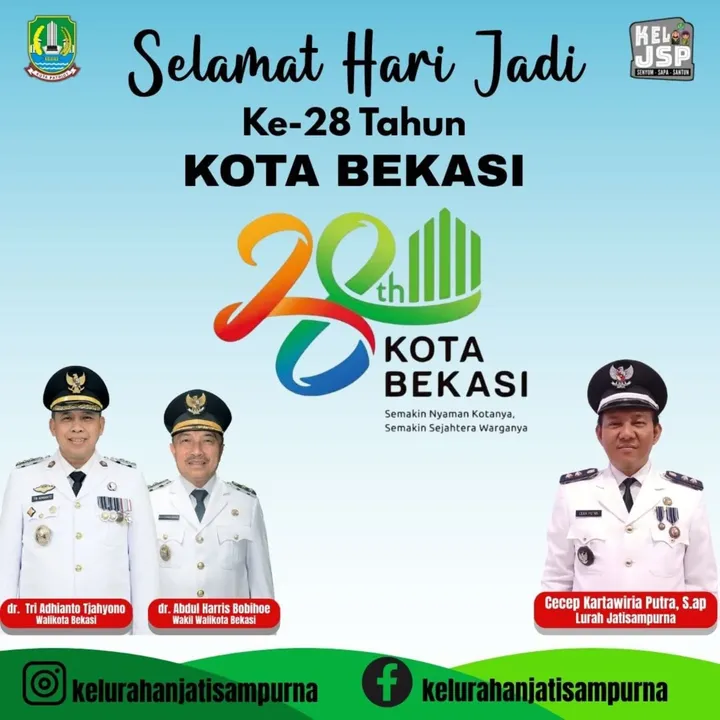 KOTA PATRIOT
KEL
JSP
SENYUM - SAPA - SANTUN
Selamat Hari Jadi
Ke-28 Tahun
KOTA BEKASI
28th
KOTA
BEKASI
Semakin Nyaman Kotanya,
Semakin Sejahtera Warganya
dr. Tri Adhianto Tjahyono
Walikota Bekasi
dr. Abdul Harris Bobihoe
Wakil Walikota Bekasi
Cecep Kartawiria Putra, S.ap
Lurah Jatisampurna
kelurahanjatisampurna
kelurahanjatisampurna